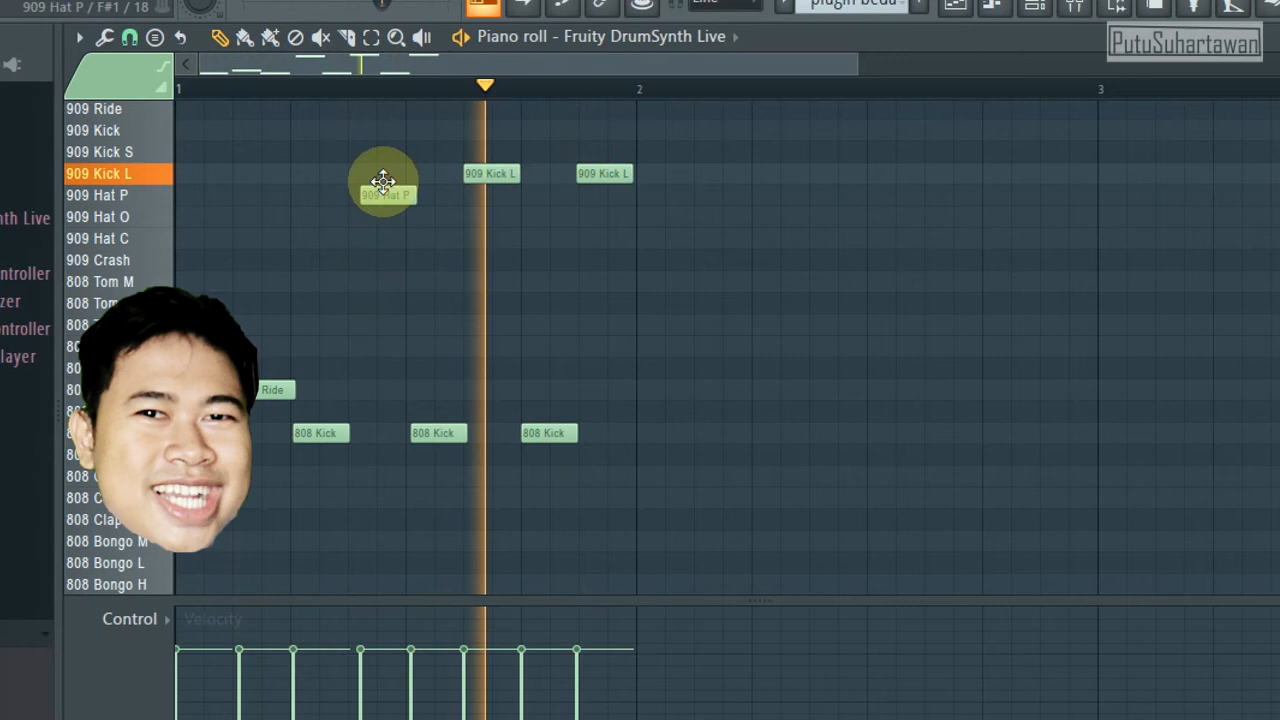 909 Hat P / F#1 / 18
Line
plugin beda
PutuSuhartawan
Piano roll - Fruity DrumSynth Live
1
2
3
909 Ride
909 Kick
909 Kick S
909 Kick L
909 Kick L
909 Kick L
909 Hat P
909 Hat P
909 Hat O
nth Live
909 Hat C
909 Crash
ntroller
808 Tom M
zer
808 Tom
ontroller
layer
Ride
808 Kick
808 Kick
808 Kick
808 Clap
808 Bongo M
808 Bongo L
808 Bongo H
Control
Velocity